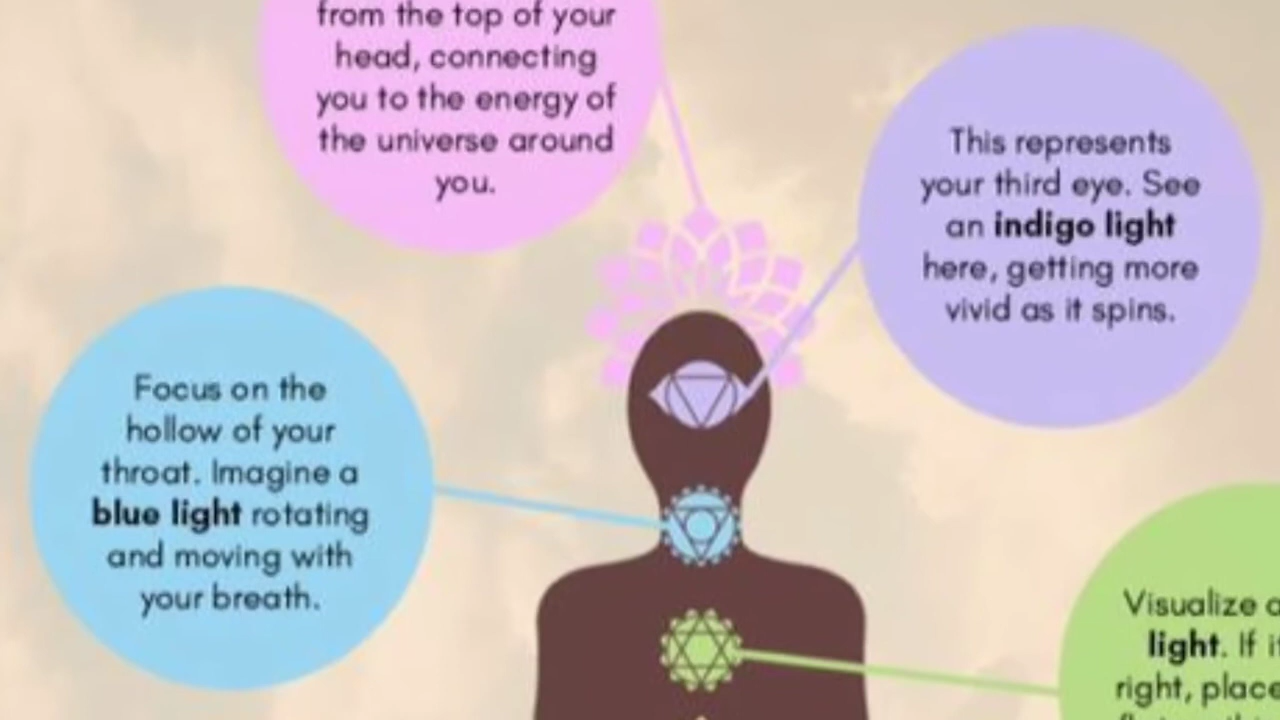 from the top of your
head, connecting
you to the energy of
the universe around
you.
This represents
your third eye. See
an indigo light
here, getting more
vivid as it spins.
Focus on the
hollow of your
throat. Imagine a
blue light rotating
and moving with
your breath.
Visualize
light. If
right, place